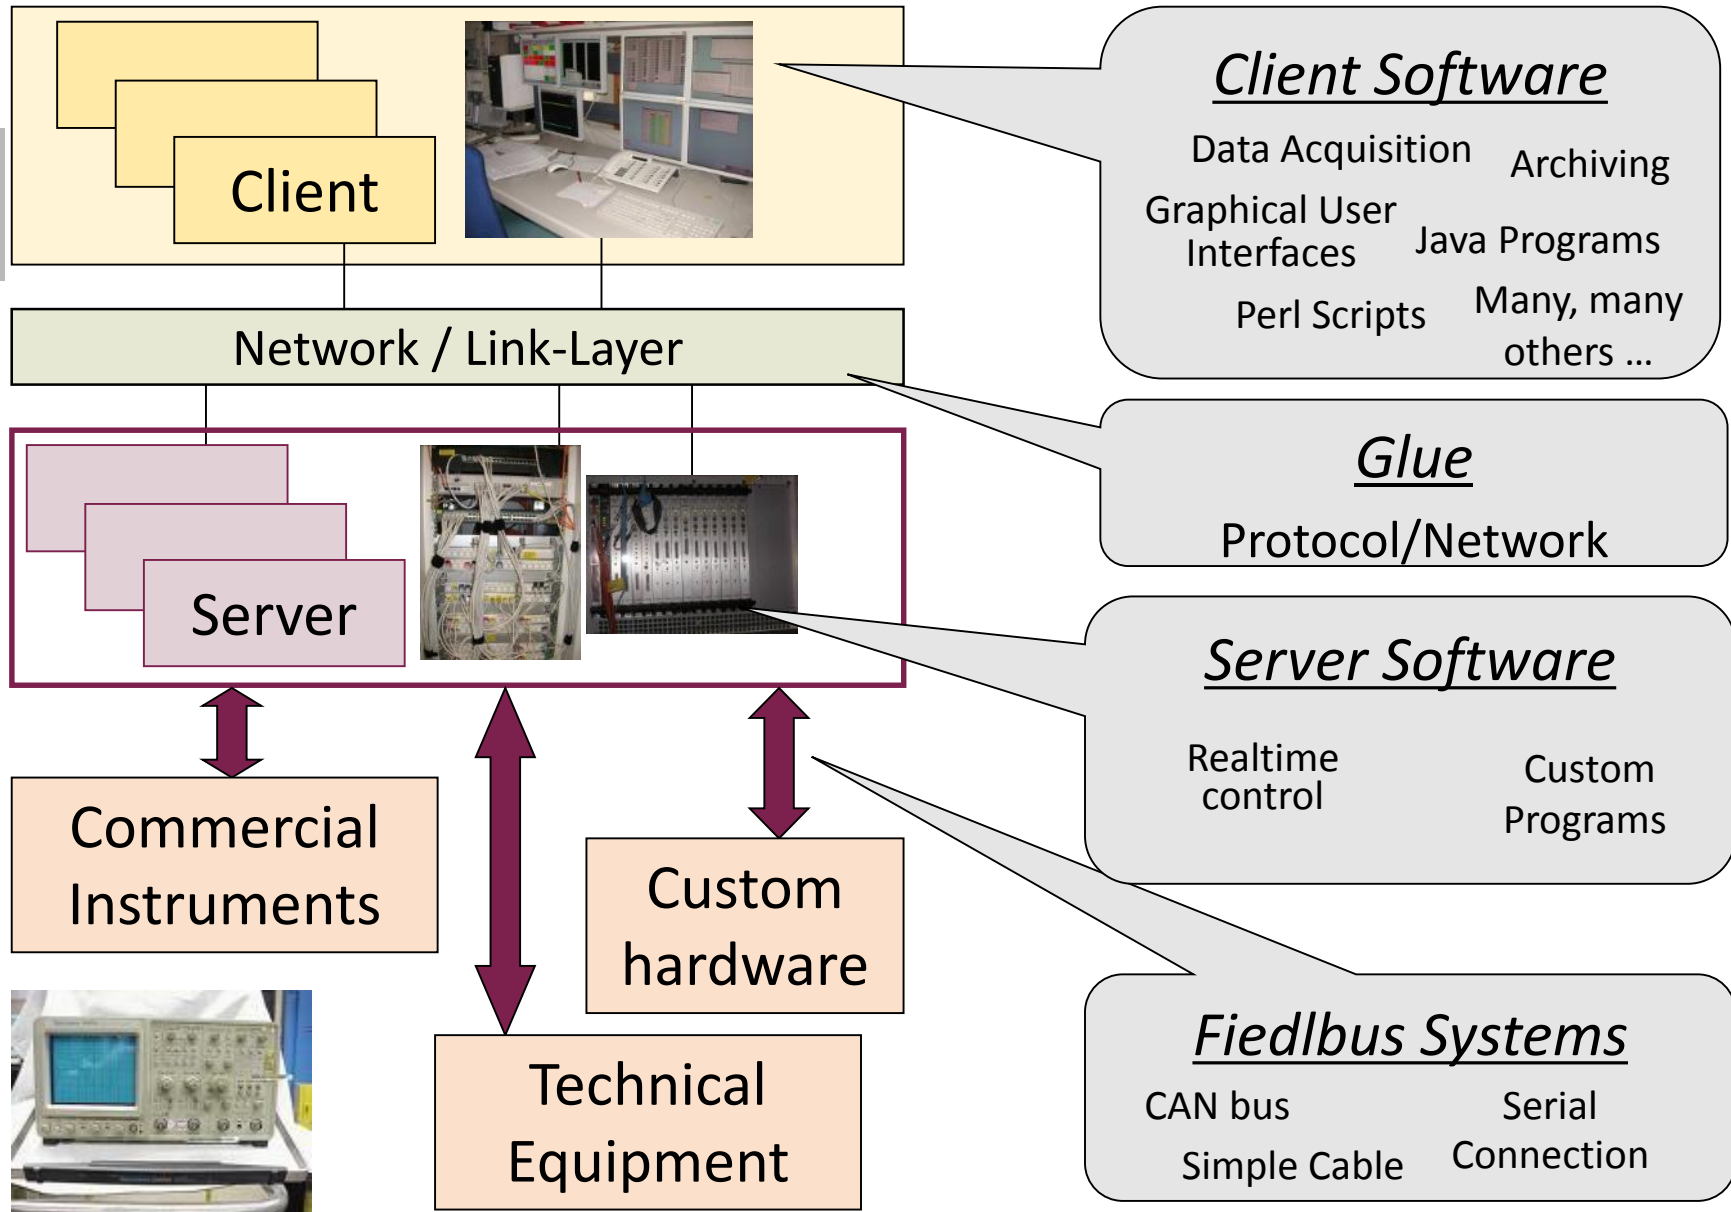 Client
Network / Link-Layer
Server
Commercial
Instruments
Custom
hardware
Technical
Equipment
Client Software
Data Acquisition
Archiving
Graphical User
Interfaces
Java Programs
Perl Scripts
Many, many
others ...
Glue
Protocol/Network
Server Software
Realtime
control
Custom
Programs
Fiedlbus Systems
CAN bus
Serial
Connection
Simple Cable